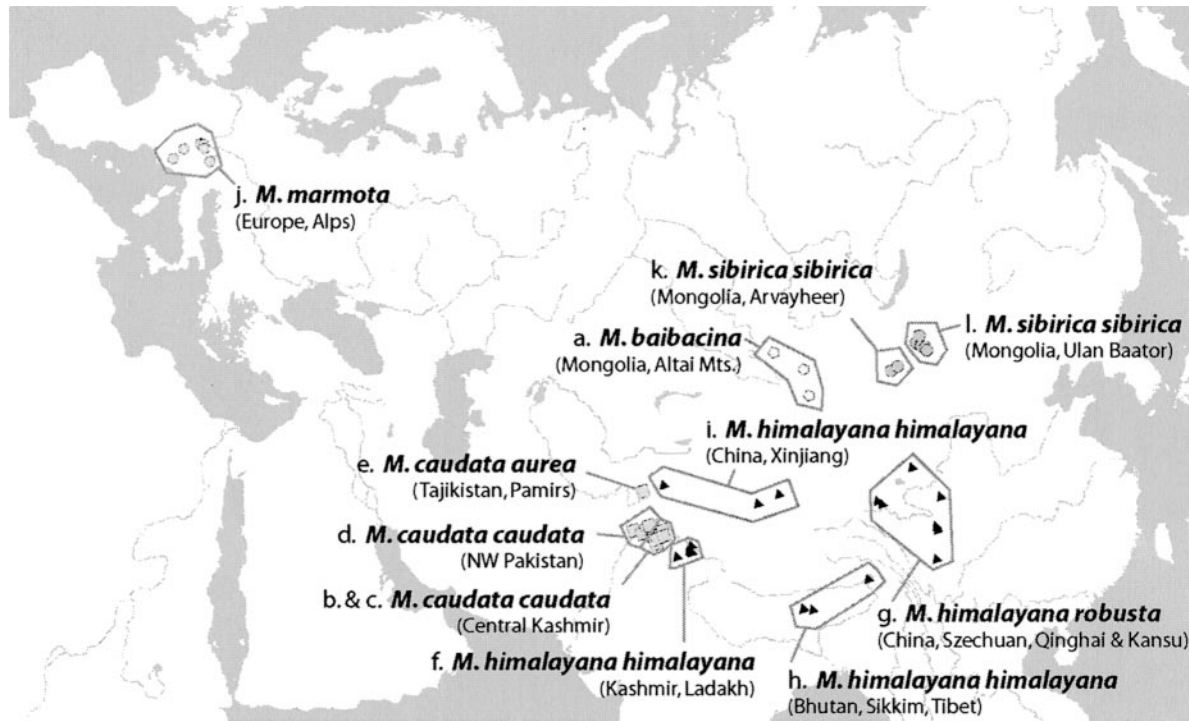 j. M. marmota
(Europe, Alps)
k. M. sibirica sibirica
(Mongolia, Arvayheer)
l. M. sibirica sibirica
(Mongolia, Ulan Baator)
a. M. baibacina
(Mongolia, Altai Mts.)
i. M. himalayana himalayana
(China, Xinjiang)
e. M. caudata aurea
(Tajikistan, Pamirs)
d. M. caudata caudata
(NW Pakistan)
b. & c. M. caudata caudata
(Central Kashmir)
g. M. himalayana robusta
(China, Szechuan, Qinghai & Kansu)
f. M. himalayana himalayana
(Kashmir, Ladakh)
h. M. himalayana himalayana
(Bhutan, Sikkim, Tibet)